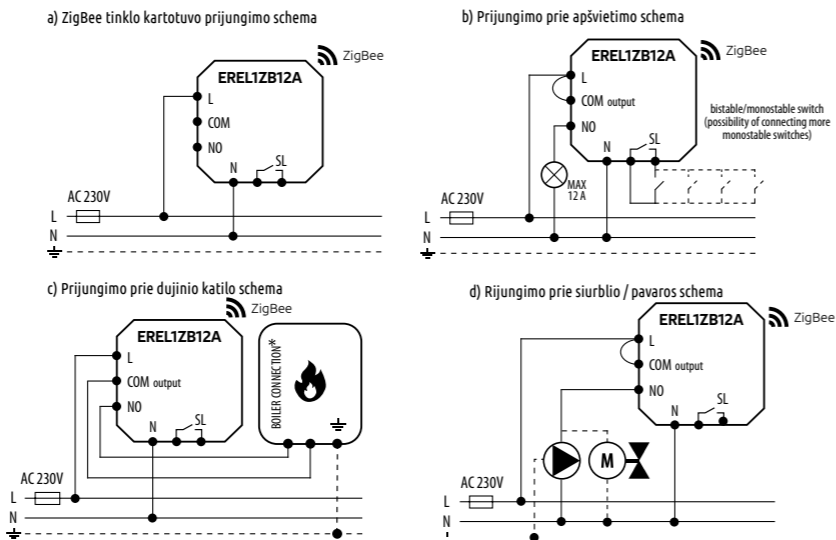 a) ZigBee tinklo kartotuvo prijungimo schema
ZigBee
EREL1ZB12A
L
COM
NO
N
SL
AC 230V
L
N
b) Prijungimo prie apšvietimo schema
ZigBee
EREL1ZB12A
L
COM output
NO
N
SL
bistable/monostable switch
(possibility of connecting more
monostable switches)
MAX
12 A
AC 230V
L
N
c) Prijungimo prie dujinio katilo schema
ZigBee
EREL1ZB12A
L
COM output
NO
N
SL
BOILER CONNECTION*
AC 230V
L
N
d) Rijungimo prie siurblio / pavaros schema
ZigBee
EREL1ZB12A
L
COM output
NO
N
SL
M
AC 230V
L
N